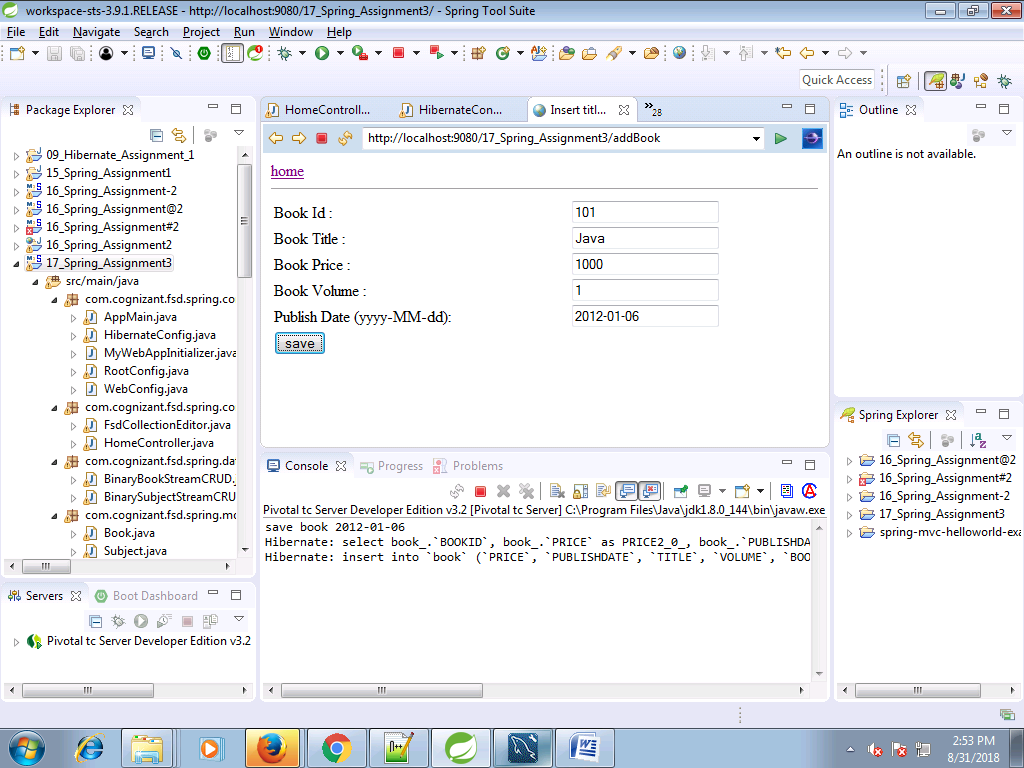 workspace-sts-3.9.1.RELEASE - http://localhost:9080/17_Spring_Assignment3/ - Spring Tool Suite
File Edit Navigate Search Project Run Window Help
Quick Access
Package Explorer
09_Hibernate_Assignment_1
15_Spring_Assignment1
16_Spring_Assignment-2
16_Spring_Assignment@2
16_Spring_Assignment#2
16_Spring_Assignment2
17_Spring_Assignment3
src/main/java
com.cognizant.fsd.spring.co
AppMain.java
HibernateConfig.java
MyWebAppInitializer.java
RootConfig.java
WebConfig.java
com.cognizant.fsd.spring.co
FsdCollectionEditor.java
HomeController.java
com.cognizant.fsd.spring.da
BinaryBookStreamCRUD.
BinarySubjectStreamCRU
com.cognizant.fsd.spring.mo
Book.java
Subject.java
Servers Boot Dashboard
Pivotal tc Server Developer Edition v3.2
HomeControll... HibernateCon... Insert titl... »28
http://localhost:9080/17_Spring_Assignment3/addBook
home
Book Id : 101
Book Title : Java
Book Price : 1000
Book Volume : 1
Publish Date (yyyy-MM-dd): 2012-01-06
save
Console Progress Problems
Pivotal tc Server Developer Edition v3.2 [Pivotal tc Server] C:\Program Files\Java\jdk1.8.0_144\bin\javaw.exe
save book 2012-01-06
Hibernate: select book_.`BOOKID`, book_.`PRICE` as PRICE2_0_, book_.`PUBLISHDA
Hibernate: insert into `book` (`PRICE`, `PUBLISHDATE`, `TITLE`, `VOLUME`, `BOO
Outline
An outline is not available.
Spring Explorer
16_Spring_Assignment@2
16_Spring_Assignment#2
16_Spring_Assignment-2
17_Spring_Assignment3
spring-mvc-helloworld-exa
2:53 PM
8/31/2018